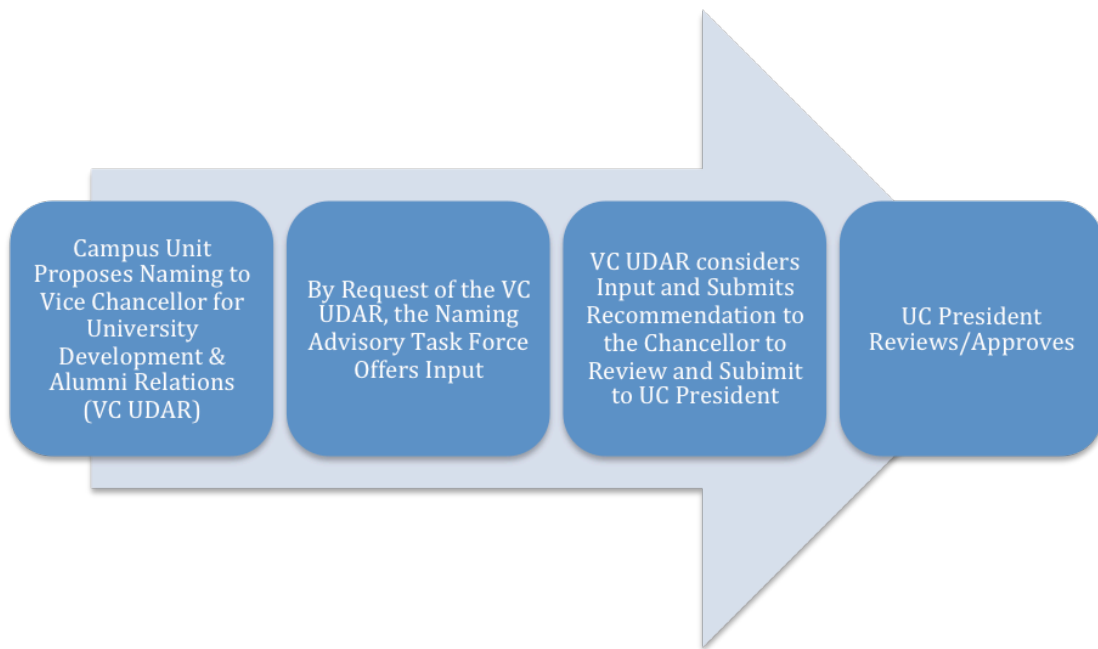 Campus Unit
Proposes Naming to
Vice Chancellor for
University
Development &
Alumni Relations
(VC UDAR)
By Request of the VC
UDAR, the Naming
Advisory Task Force
Offers Input
VC UDAR considers
Input and Submits
Recommendation to
the Chancellor to
Review and Subimit
to UC President
UC President
Reviews/Approves